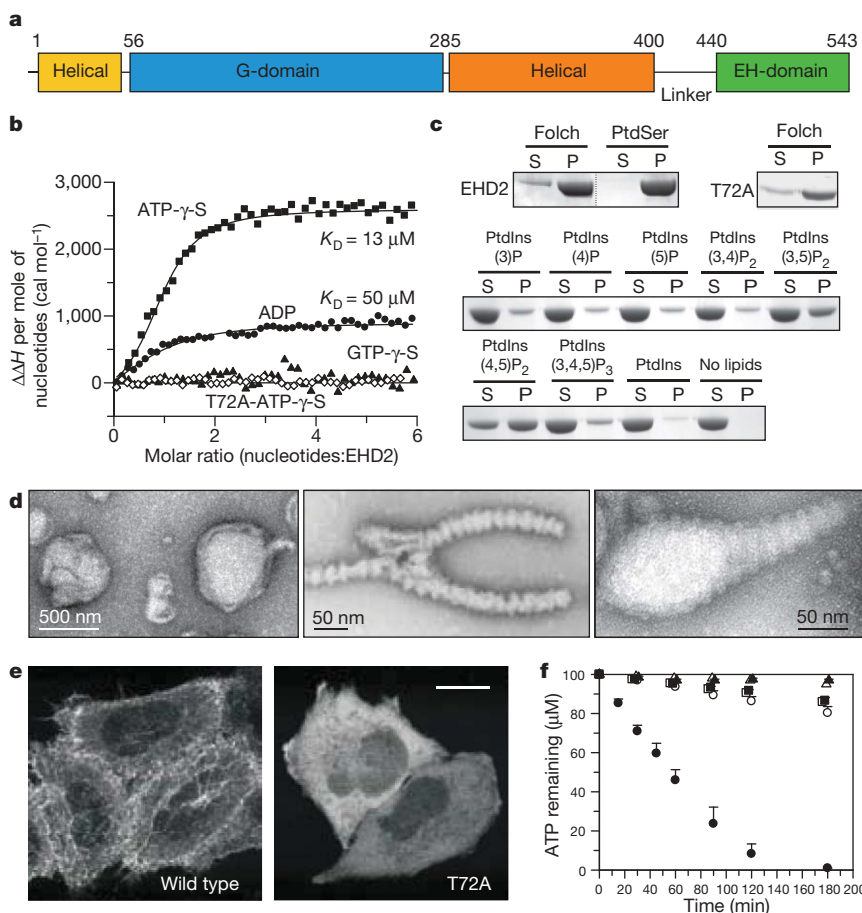 a
1 56 285 400 440 543
Helical G-domain Helical EH-domain
Linker
b
3,000
2,000
1,000
0
ΔΔH per mole of
nucleotides (cal mol−1)
ATP-γ-S
KD = 13 μM
KD = 50 μM
ADP
GTP-γ-S
T72A-ATP-γ-S
0 2 4 6
Molar ratio (nucleotides:EHD2)
c
Folch PtdSer Folch
S P S P S P
EHD2 T72A
PtdIns PtdIns PtdIns PtdIns PtdIns
(3)P (4)P (5)P (3,4)P2 (3,5)P2
S P S P S P S P S P
PtdIns PtdIns
(4,5)P2 (3,4,5)P3 PtdIns No lipids
S P S P S P S P
d
500 nm 50 nm 50 nm
e
Wild type T72A
f
100
80
60
40
20
0
ATP remaining (μM)
0 20 40 60 80 100 120 140 160 180 200
Time (min)